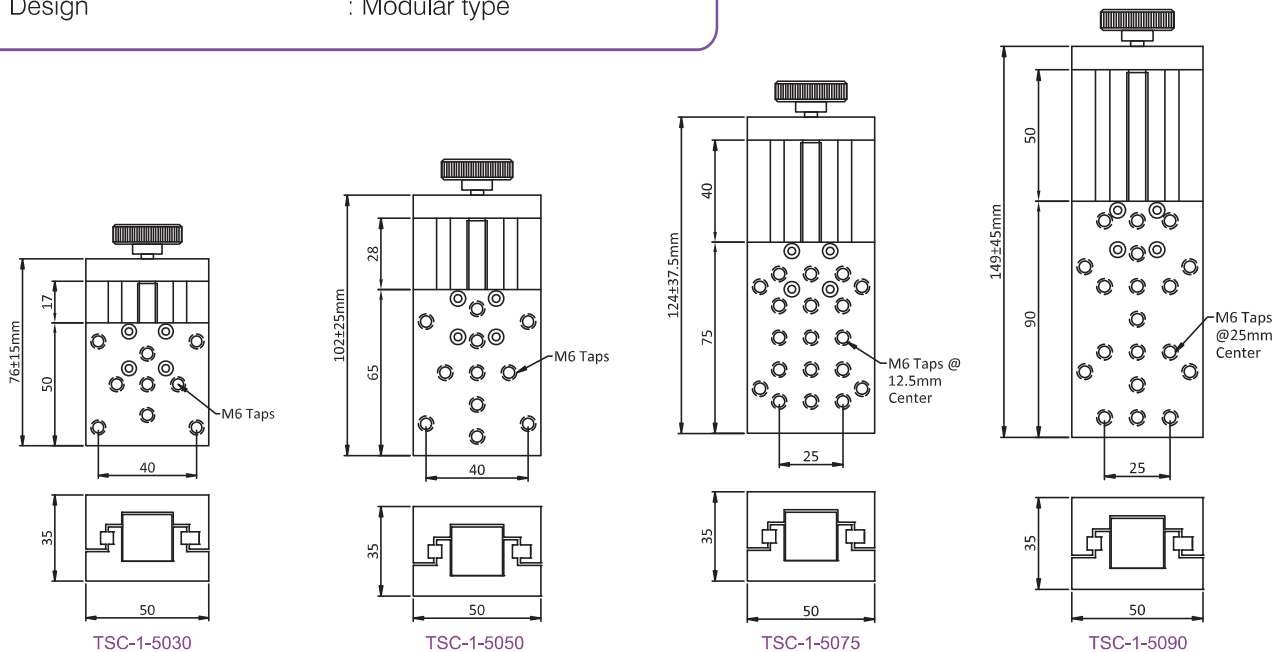 Design : Modular type
76±15mm
17
50
M6 Taps
40
35
50
TSC-1-5030
102±25mm
28
65
M6 Taps
40
35
50
TSC-1-5050
124±37.5mm
40
75
M6 Taps @
12.5mm
Center
25
35
50
TSC-1-5075
149±45mm
50
90
M6 Taps
@25mm
Center
25
35
50
TSC-1-5090